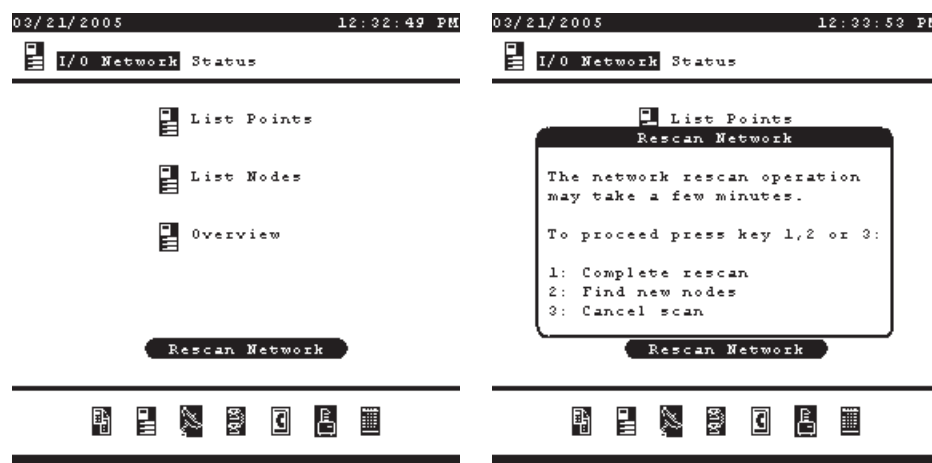 03/21/2005 12:32:49 PM
I/O Network Status
List Points
List Nodes
Overview
Rescan Network
03/21/2005 12:33:53 PM
I/O Network Status
List Points
Rescan Network
The network rescan operation
may take a few minutes.
To proceed press key 1,2 or 3:
1: Complete rescan
2: Find new nodes
3: Cancel scan
Rescan Network